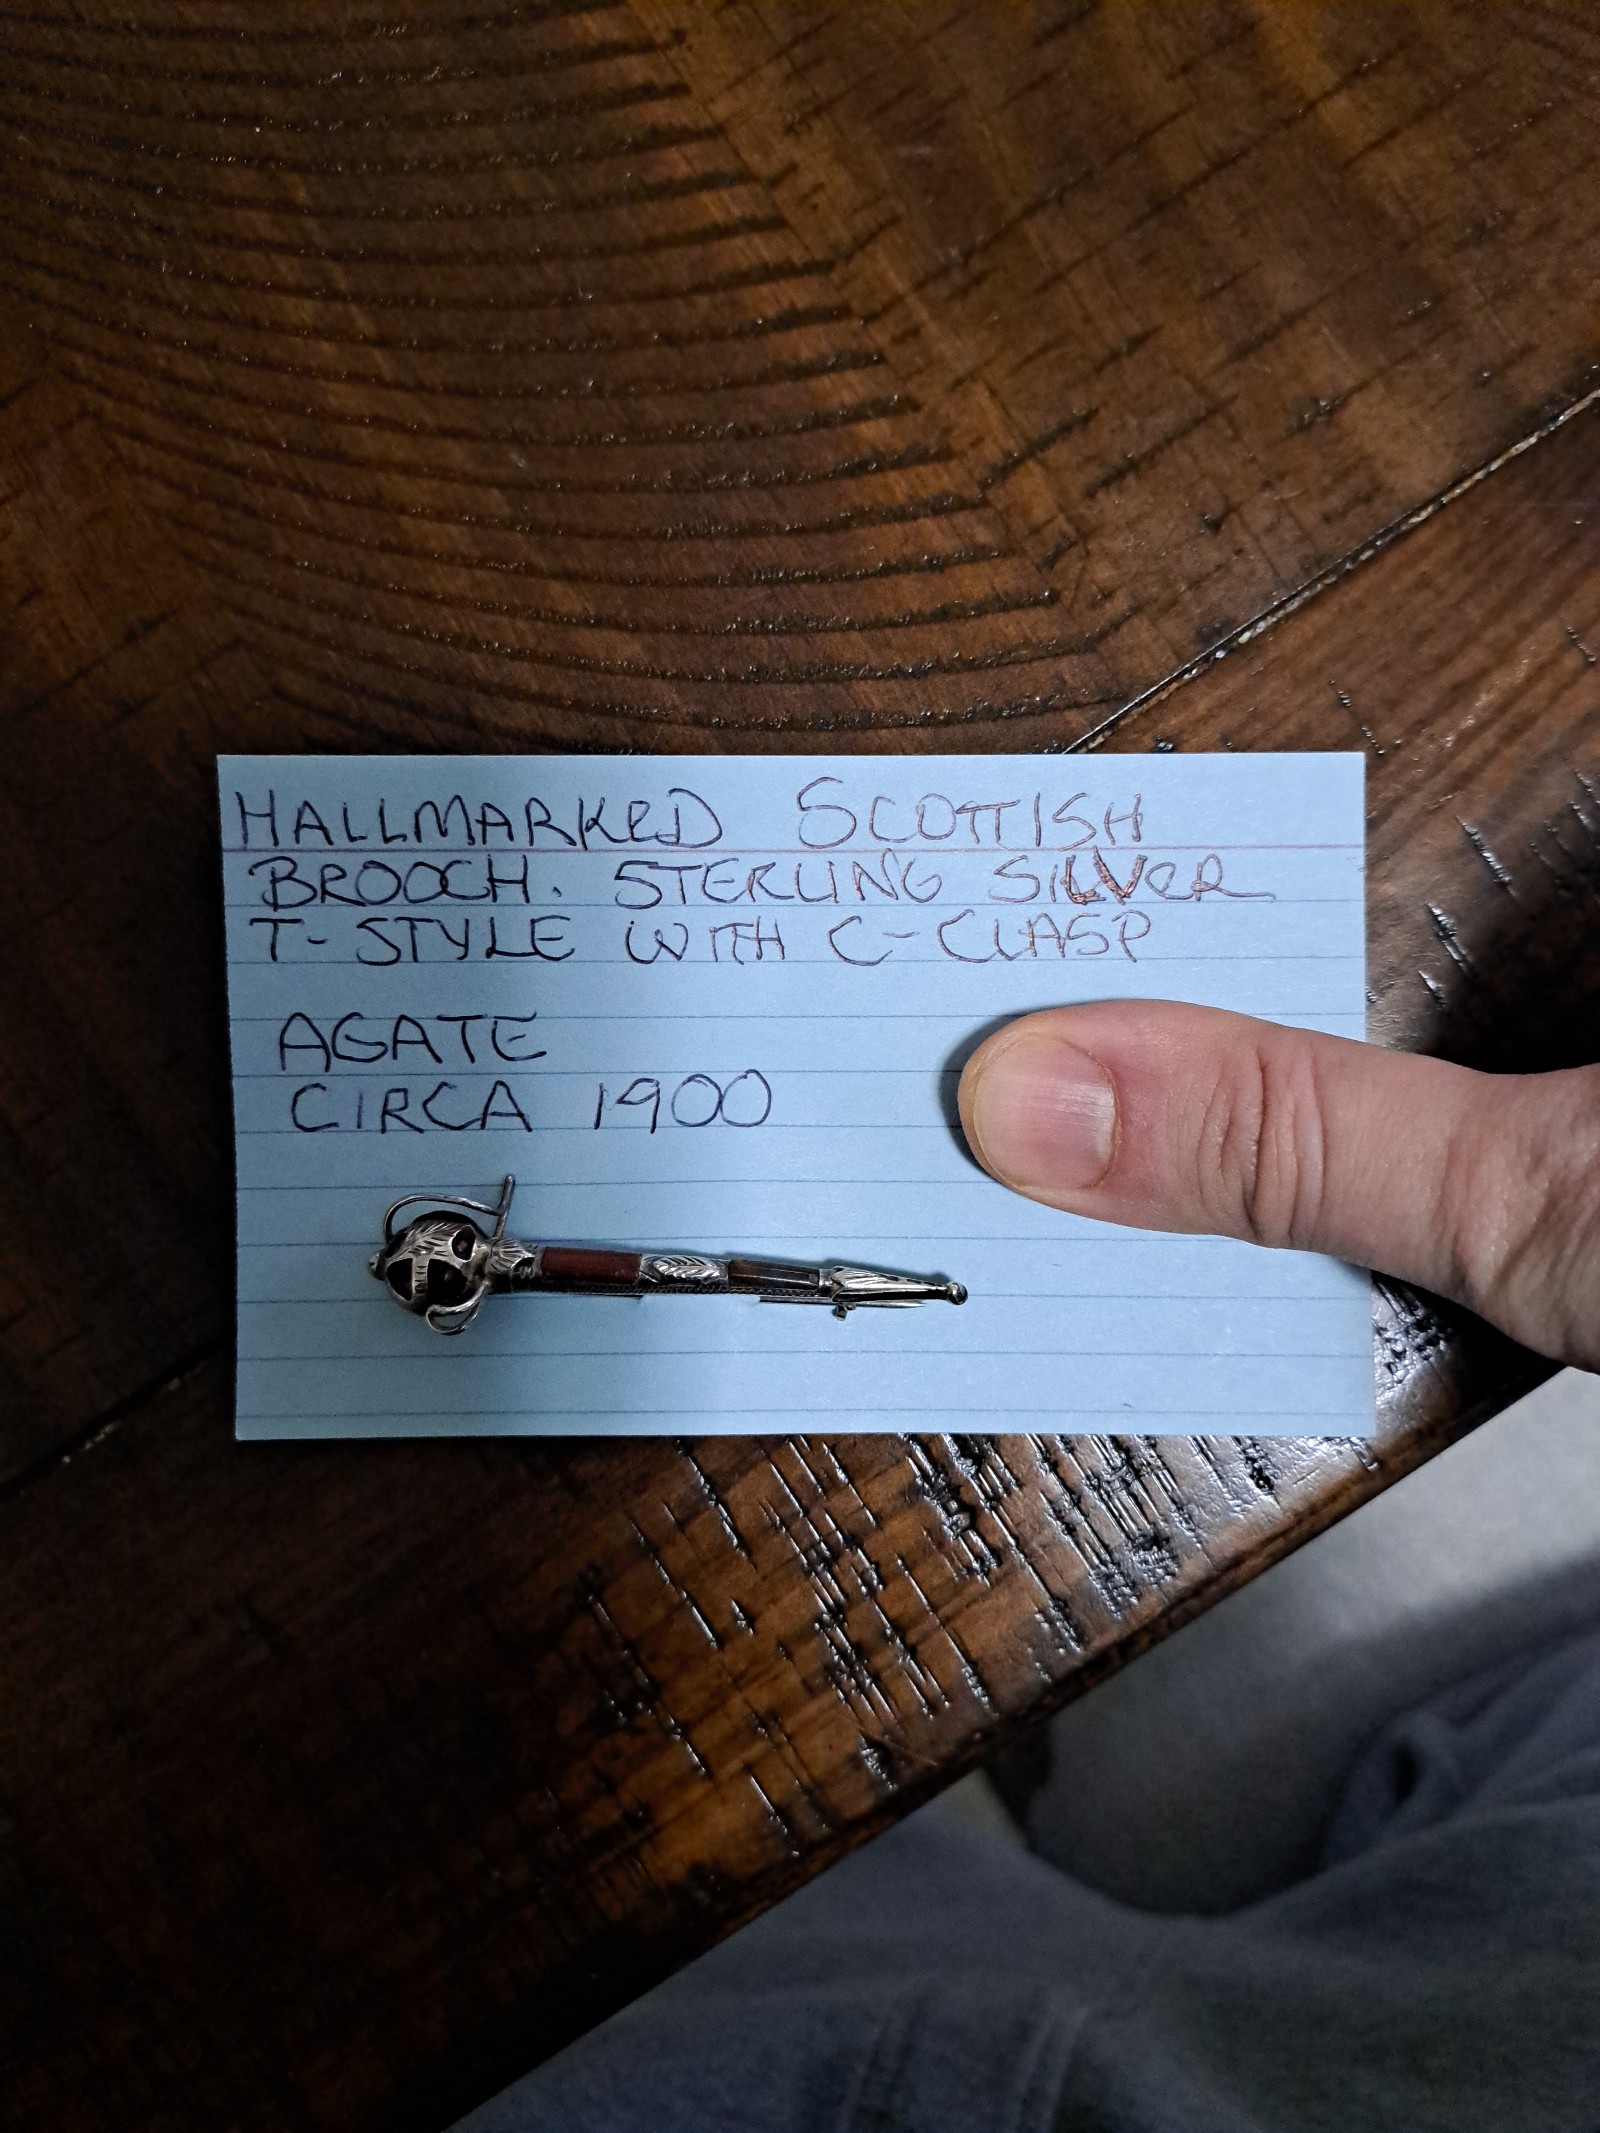 HALLMARKeD SCOTTISH
BROOCH. STERLING SILVeR
T-STYLE WITH C-CLASP
AGATE
CIRCA 1900